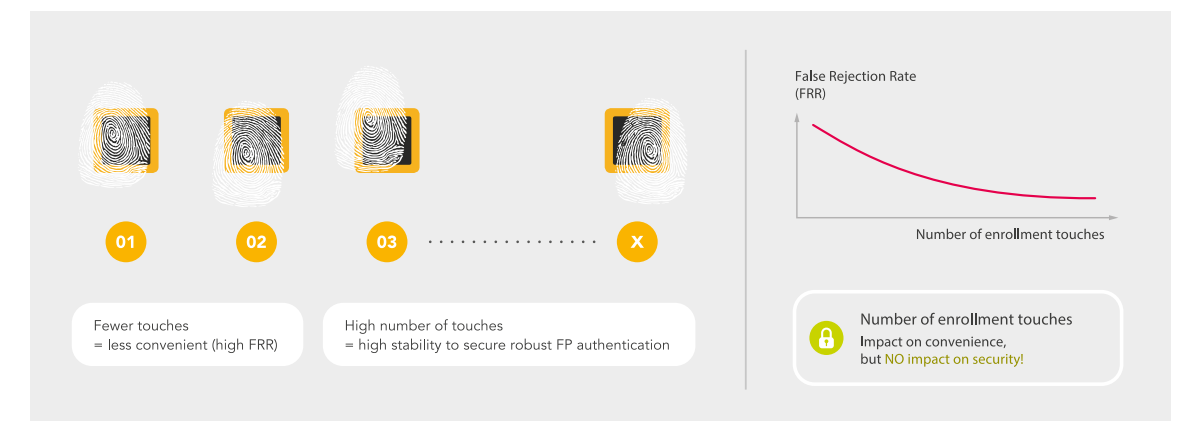 01
02
03
X
Fewer touches
= less convenient (high FRR)
High number of touches
= high stability to secure robust FP authentication
False Rejection Rate
(FRR)
Number of enrollment touches
Number of enrollment touches
Impact on convenience,
but NO impact on security!